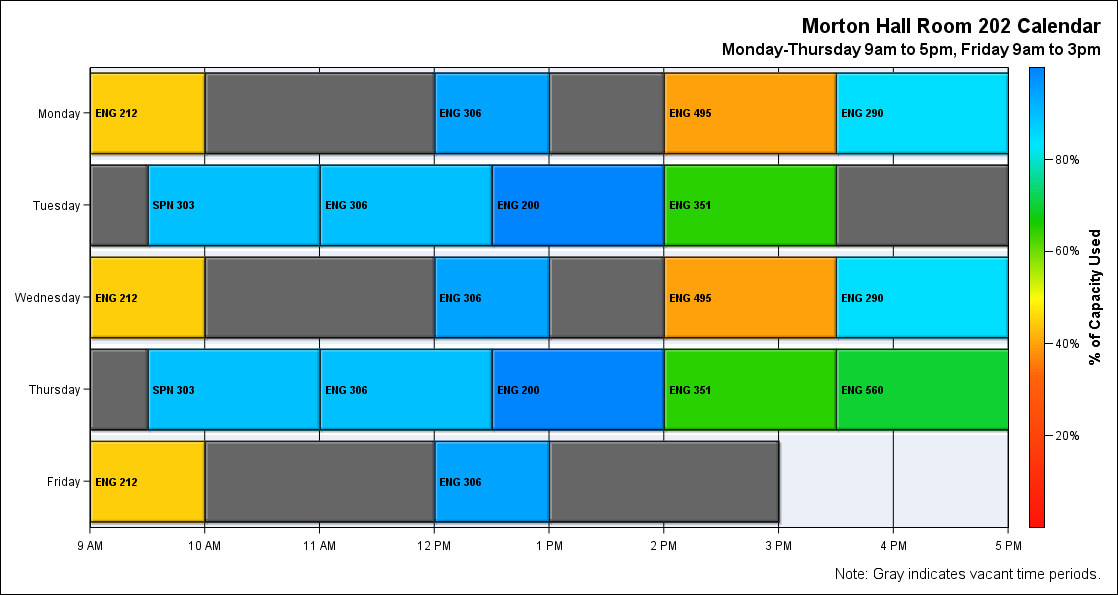 Morton Hall Room 202 Calendar
Monday-Thursday 9am to 5pm, Friday 9am to 3pm
Monday
ENG 212
ENG 306
ENG 495
ENG 290
Tuesday
SPN 303
ENG 306
ENG 200
ENG 351
Wednesday
ENG 212
ENG 306
ENG 495
ENG 290
Thursday
SPN 303
ENG 306
ENG 200
ENG 351
ENG 560
Friday
ENG 212
ENG 306
80%
60%
40%
20%
% of Capacity Used
9 AM
10 AM
11 AM
12 PM
1 PM
2 PM
3 PM
4 PM
5 PM
Note: Gray indicates vacant time periods.